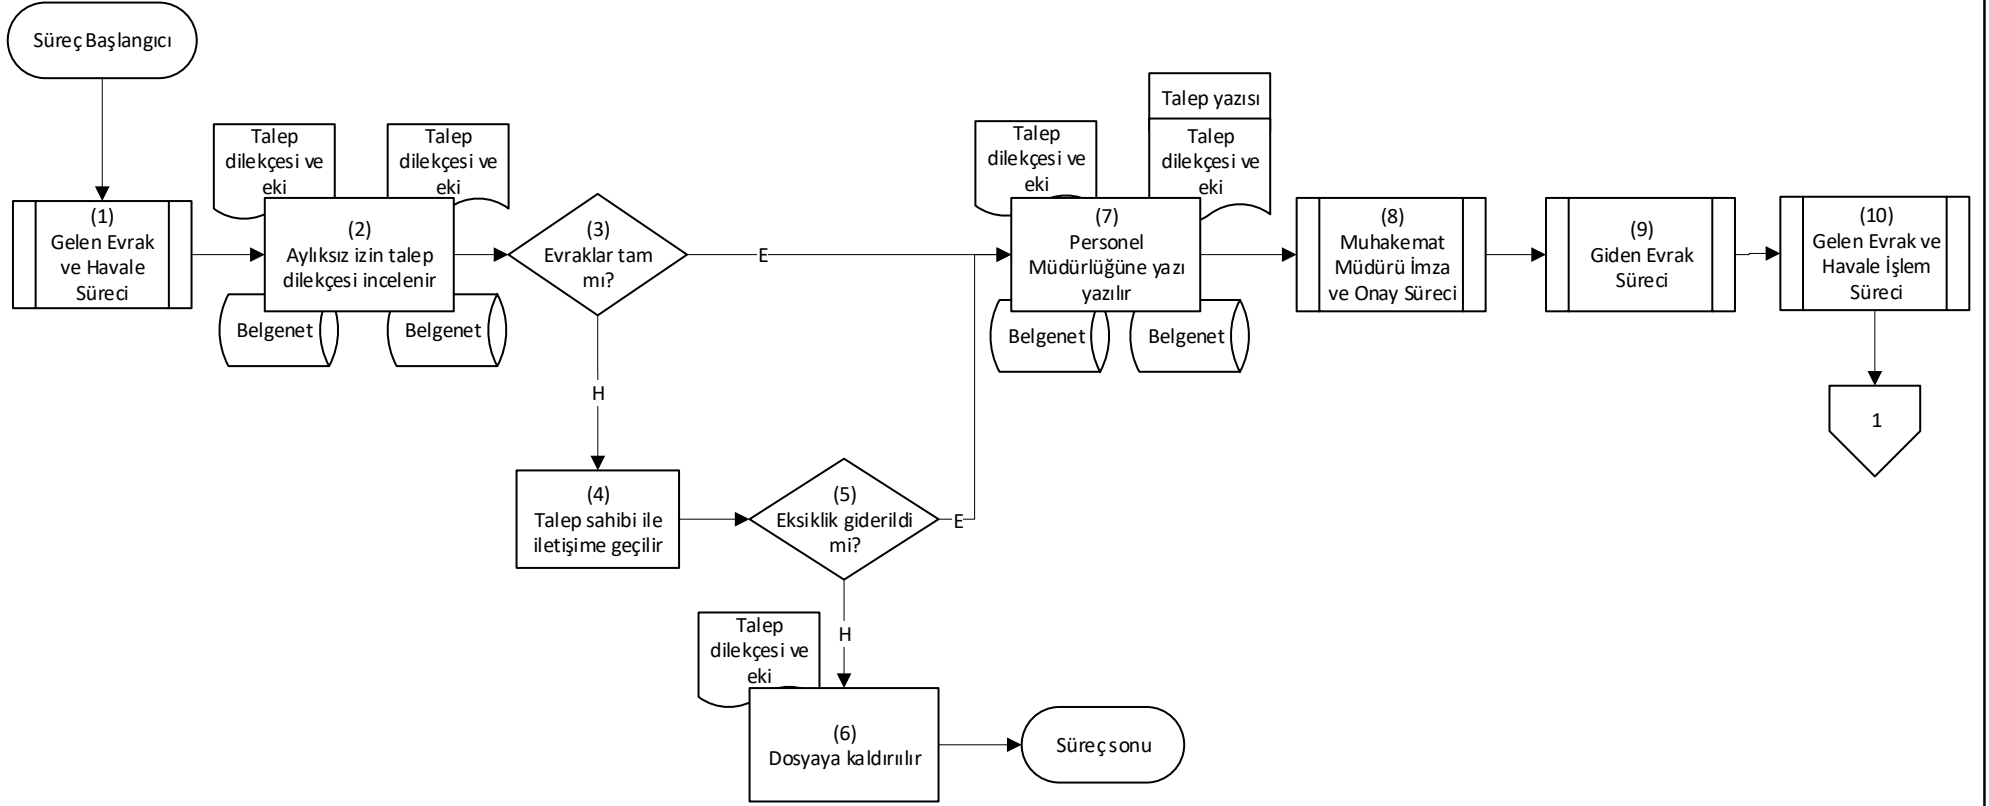 Süreç Başlangıcı
(1)
Gelen Evrak
ve Havale
Süreci
Talep
dilekçesi ve
eki
Talep
dilekçesi ve
eki
(2)
Aylıksız izin talep
dilekçesi incelenir
Belgenet
Belgenet
(3)
Evraklar tam
mı?
E
H
(4)
Talep sahibi ile
iletişime geçilir
(5)
Eksiklik giderildi
mi?
E
H
Talep
dilekçesi ve
eki
(6)
Dosyaya kaldırıılır
Süreç sonu
Talep
dilekçesi ve
eki
Talep yazısı
Talep
dilekçesi ve
eki
(7)
Personel
Müdürlüğüne yazı
yazılır
Belgenet
Belgenet
(8)
Muhakemat
Müdürü İmza
ve Onay Süreci
(9)
Giden Evrak
Süreci
(10)
Gelen Evrak ve
Havale İşlem
Süreci
1